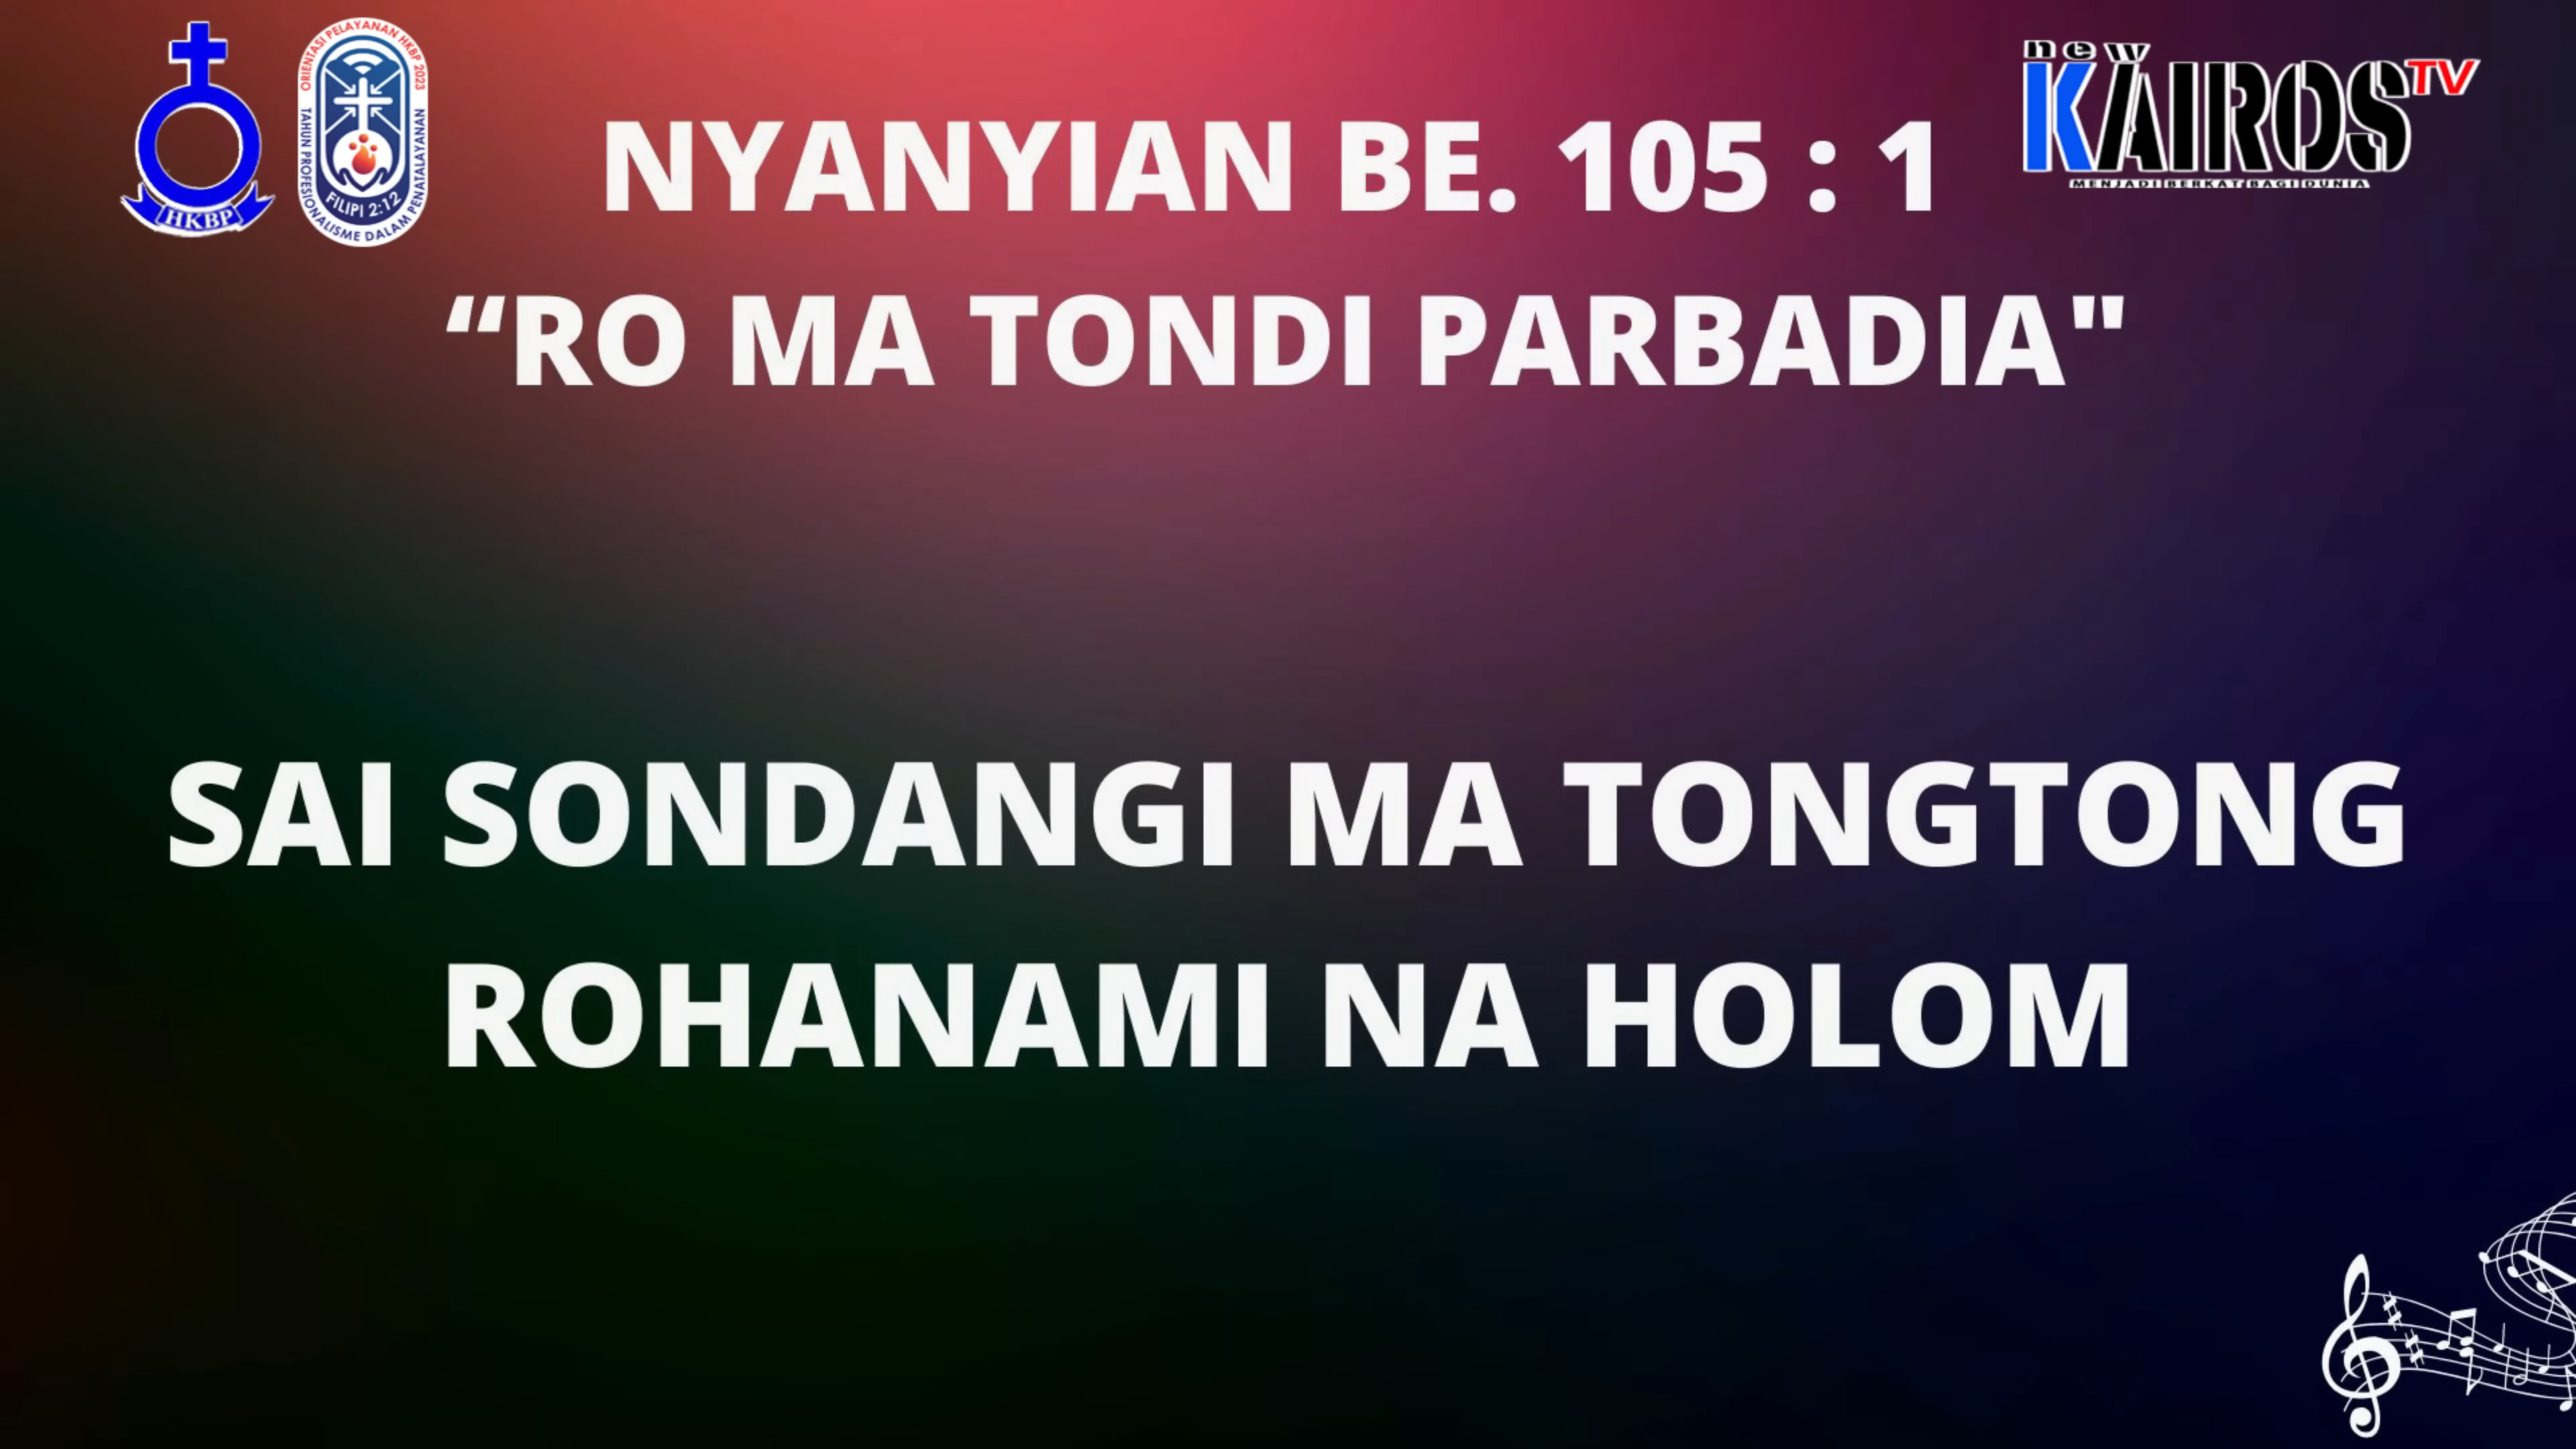 HKBP
ORIENTASI PELAYANAN HKBP 2023
TAHUN PROFESIONALISME DALAM PENATALAYANAN
FILIPI 2:12
new KAIROS TV
MENJADI BERKAT BAGI DUNIA
NYANYIAN BE. 105 : 1
“RO MA TONDI PARBADIA"
SAI SONDANGI MA TONGTONG
ROHANAMI NA HOLOM